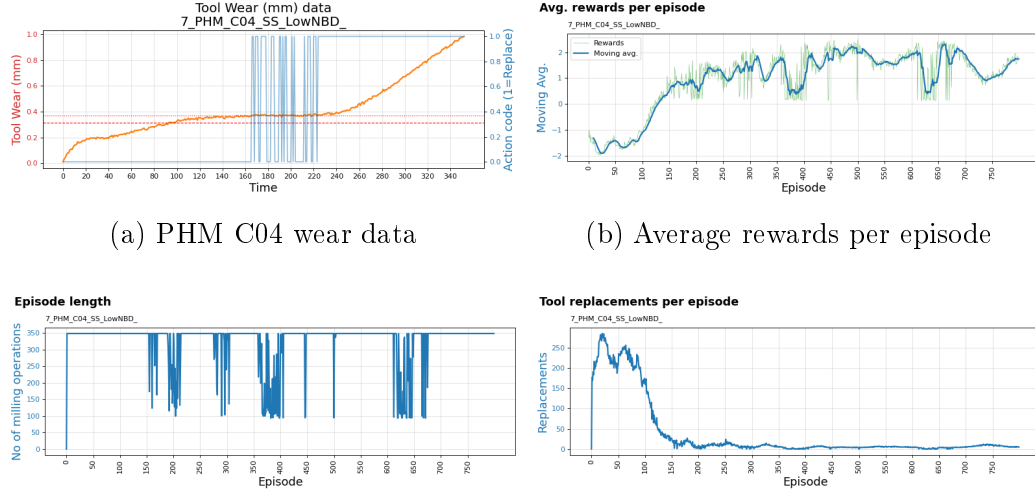 Tool Wear (mm) data
7_PHM_C04_SS_LowNBD_
Tool Wear (mm)
1.0
0.8
0.6
0.4
0.2
0.0
1.0
0.8
0.6
0.4
0.2
0.0
Action code (1=Replace)
0 20 40 60 80 100 120 140 160 180 200 220 240 260 280 300 320 340
Time
(a) PHM C04 wear data
Avg. rewards per episode
7_PHM_C04_SS_LowNBD_
Rewards
Moving avg.
Moving Avg.
2
1
0
−1
−2
0 50 100 150 200 250 300 350 400 450 500 550 600 650 700 750
Episode
(b) Average rewards per episode
Episode length
7_PHM_C04_SS_LowNBD_
No of milling operations
350
300
250
200
150
100
50
0
0 50 100 150 200 250 300 350 400 450 500 550 600 650 700 750
Episode
Tool replacements per episode
7_PHM_C04_SS_LowNBD_
Replacements
250
200
150
100
50
0
0 50 100 150 200 250 300 350 400 450 500 550 600 650 700 750
Episode